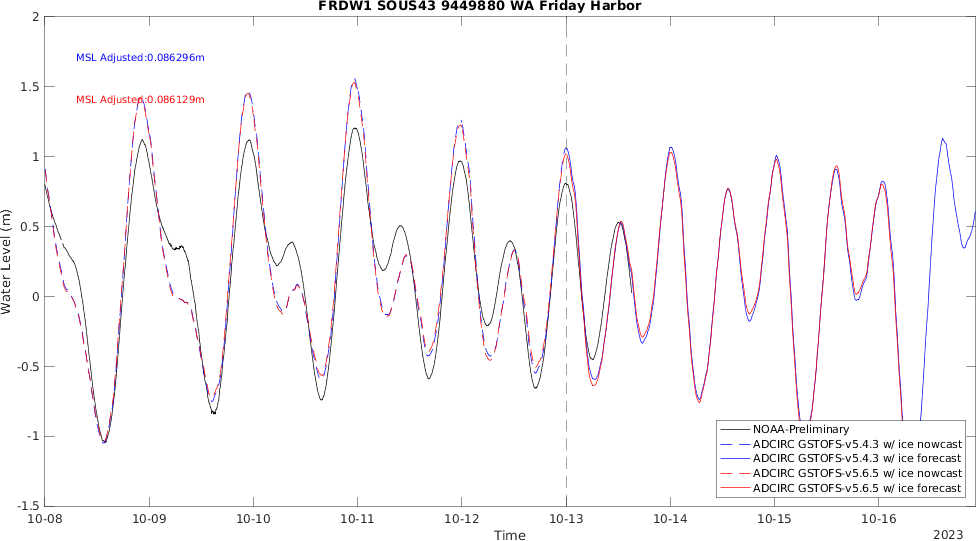 FRDW1 SOUS43 9449880 WA Friday Harbor
2
MSL Adjusted:0.086296m
1.5
MSL Adjusted:0.086129m
1
0.5
Water Level (m)
0
-0.5
-1
-1.5
NOAA-Preliminary
ADCIRC GSTOFS-v5.4.3 w/ ice nowcast
ADCIRC GSTOFS-v5.4.3 w/ ice forecast
ADCIRC GSTOFS-v5.6.5 w/ ice nowcast
ADCIRC GSTOFS-v5.6.5 w/ ice forecast
10-08 10-09 10-10 10-11 10-12 10-13 10-14 10-15 10-16
Time
2023